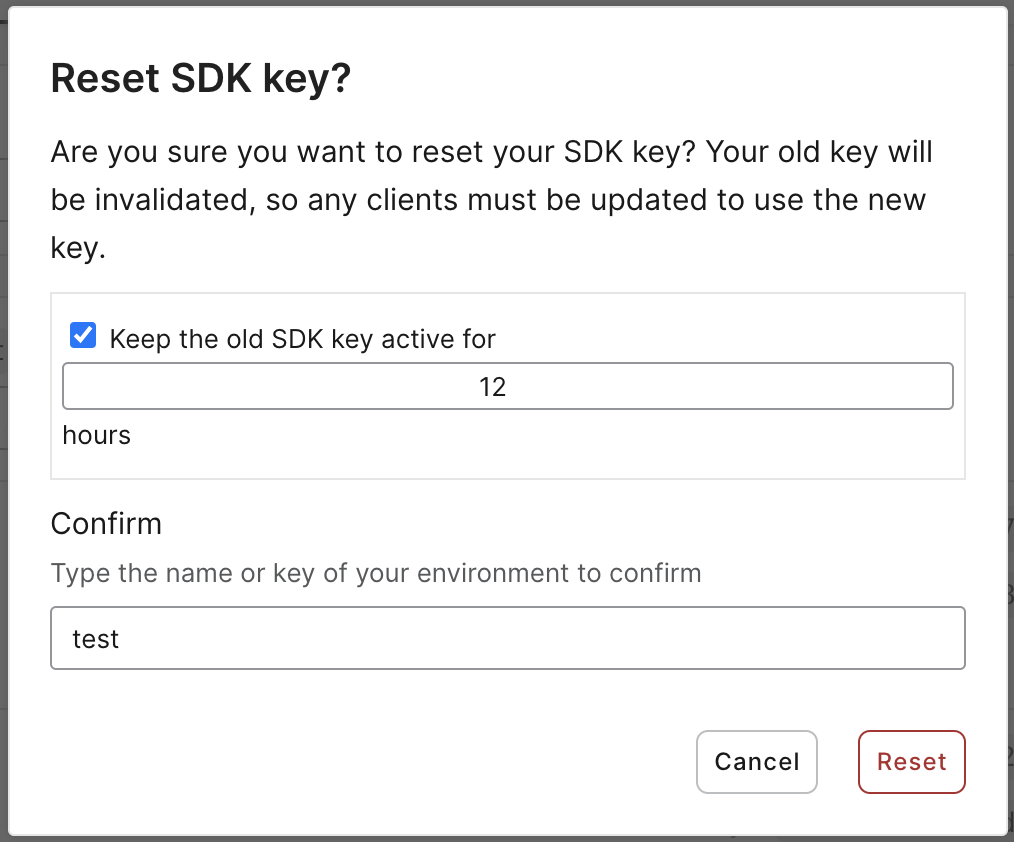 Reset SDK key?
Are you sure you want to reset your SDK key? Your old key will
be invalidated, so any clients must be updated to use the new
key.
Keep the old SDK key active for
12
hours
Confirm
Type the name or key of your environment to confirm
test
Cancel Reset